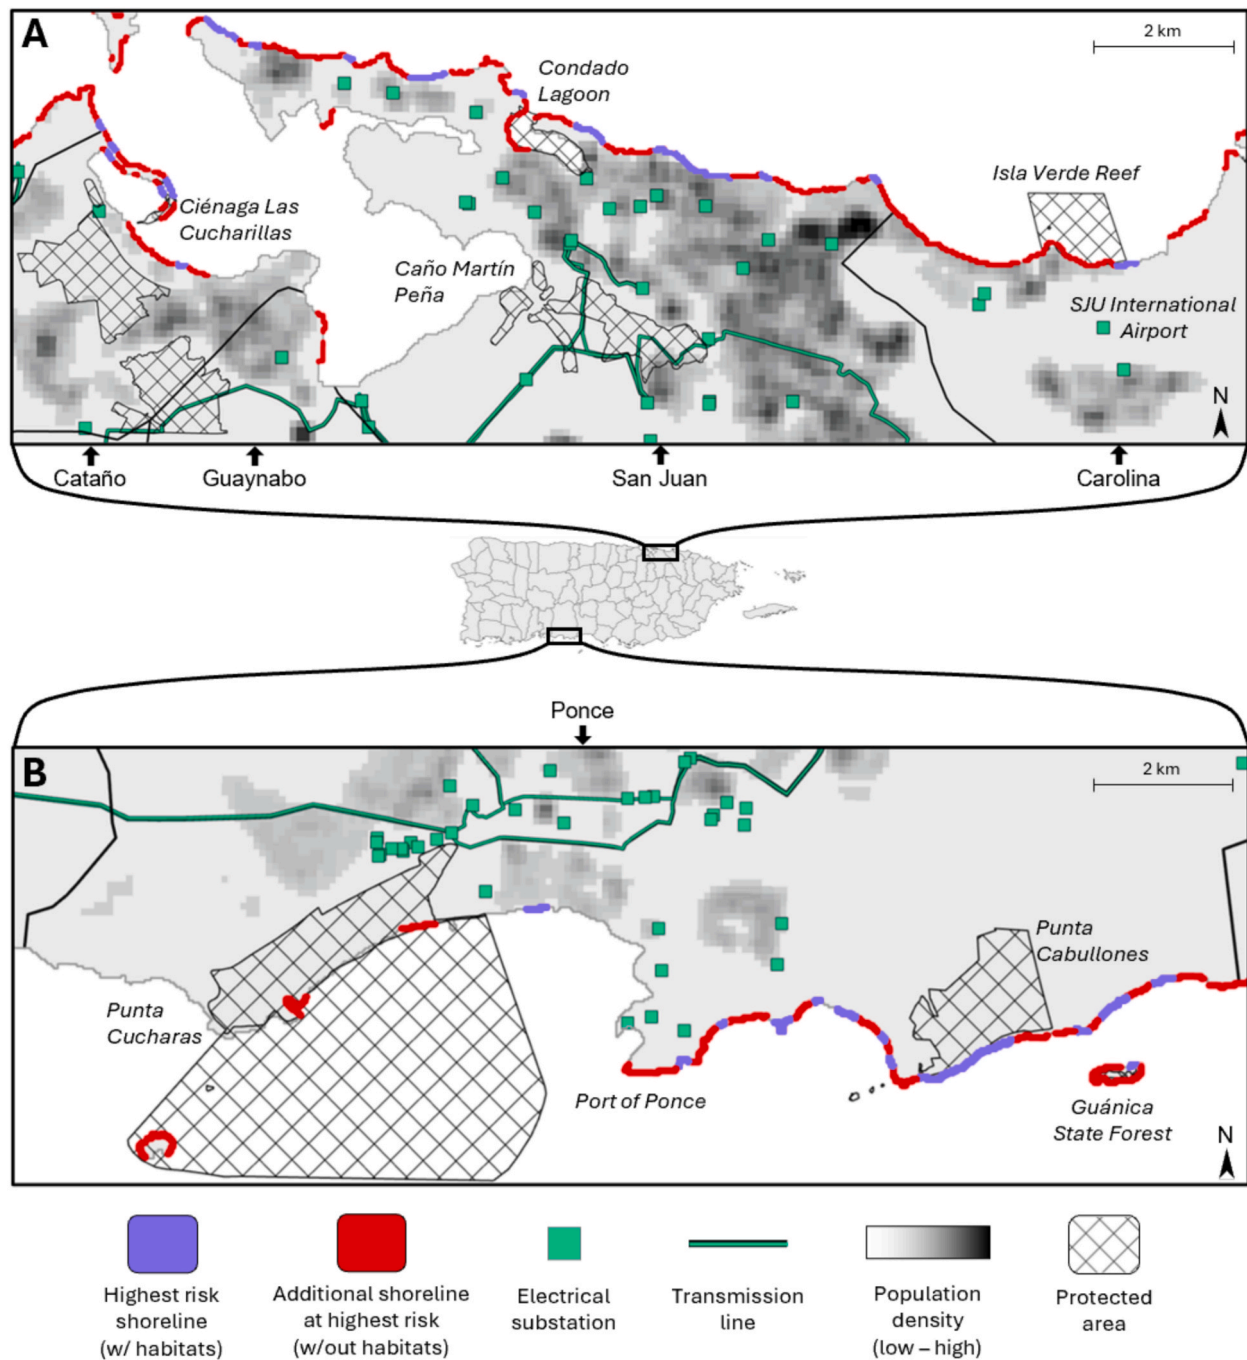 A
2 km
Condado
Lagoon
Isla Verde Reef
Ciénaga Las
Cucharillas
Caño Martín
Peña
SJU International
Airport
N
Cataño
Guaynabo
San Juan
Carolina
Ponce
B
2 km
Punta
Cabullones
Punta
Cucharas
Port of Ponce
Guánica
State Forest
N
Highest risk
shoreline
(w/ habitats)
Additional shoreline
at highest risk
(w/out habitats)
Electrical
substation
Transmission
line
Population
density
(low – high)
Protected
area